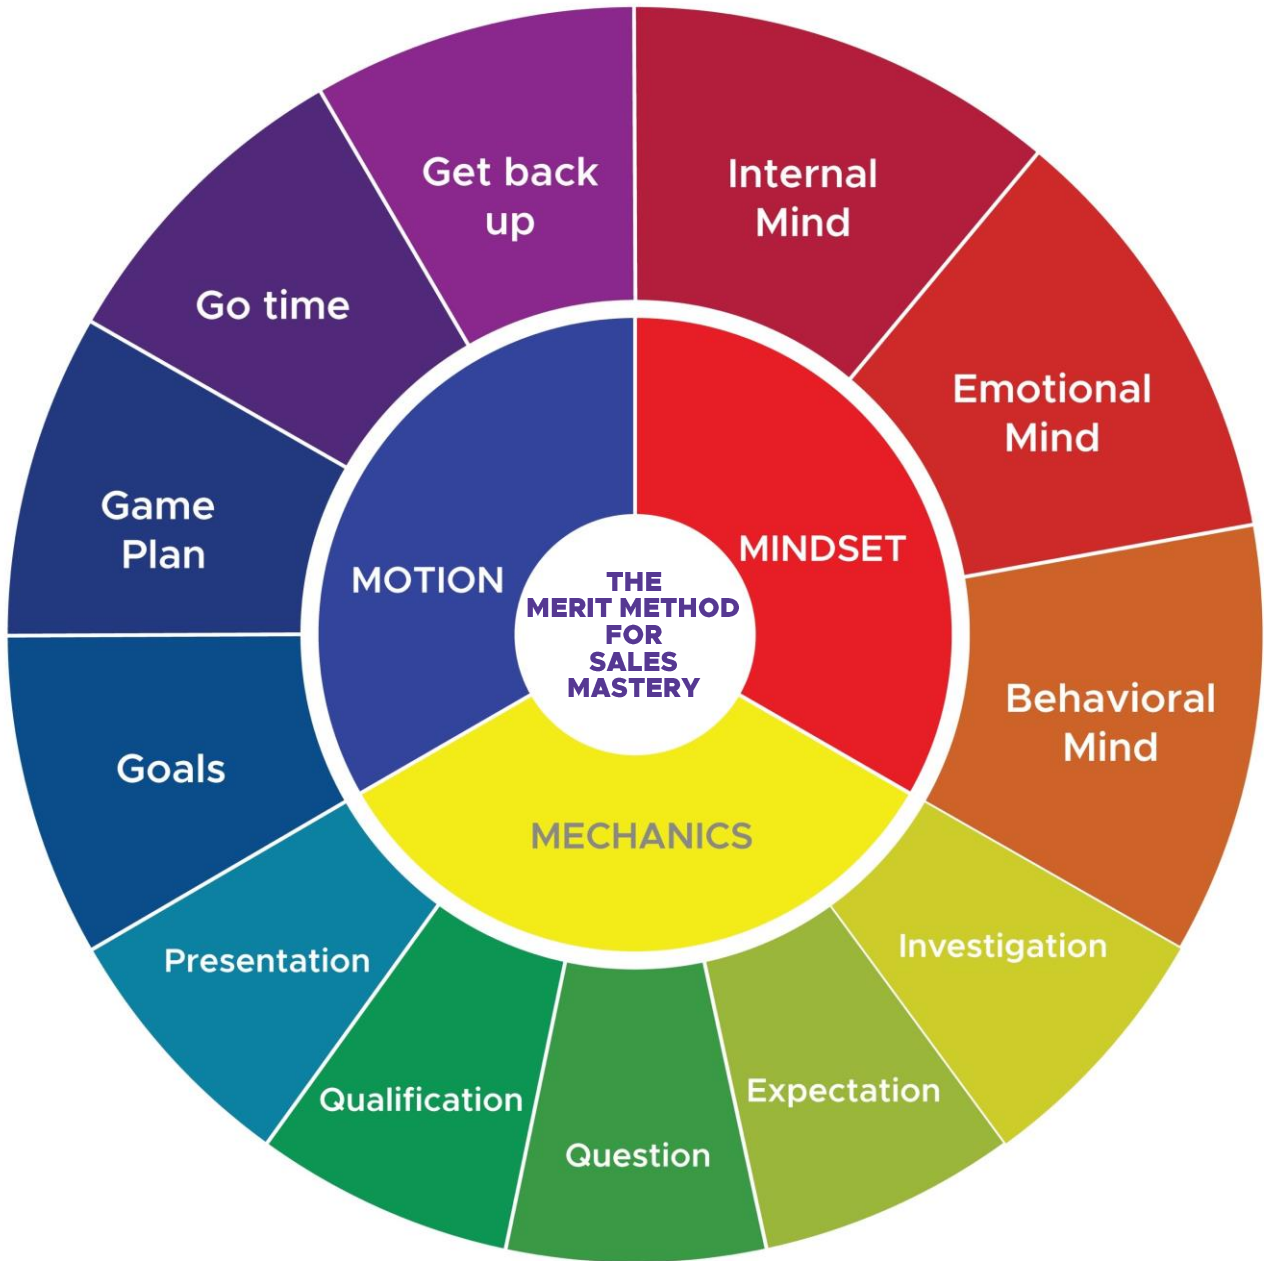 THE
MERIT METHOD
FOR
SALES
MASTERY
MINDSET
MECHANICS
MOTION
Internal
Mind
Emotional
Mind
Behavioral
Mind
Investigation
Expectation
Question
Qualification
Presentation
Goals
Game
Plan
Go time
Get back
up